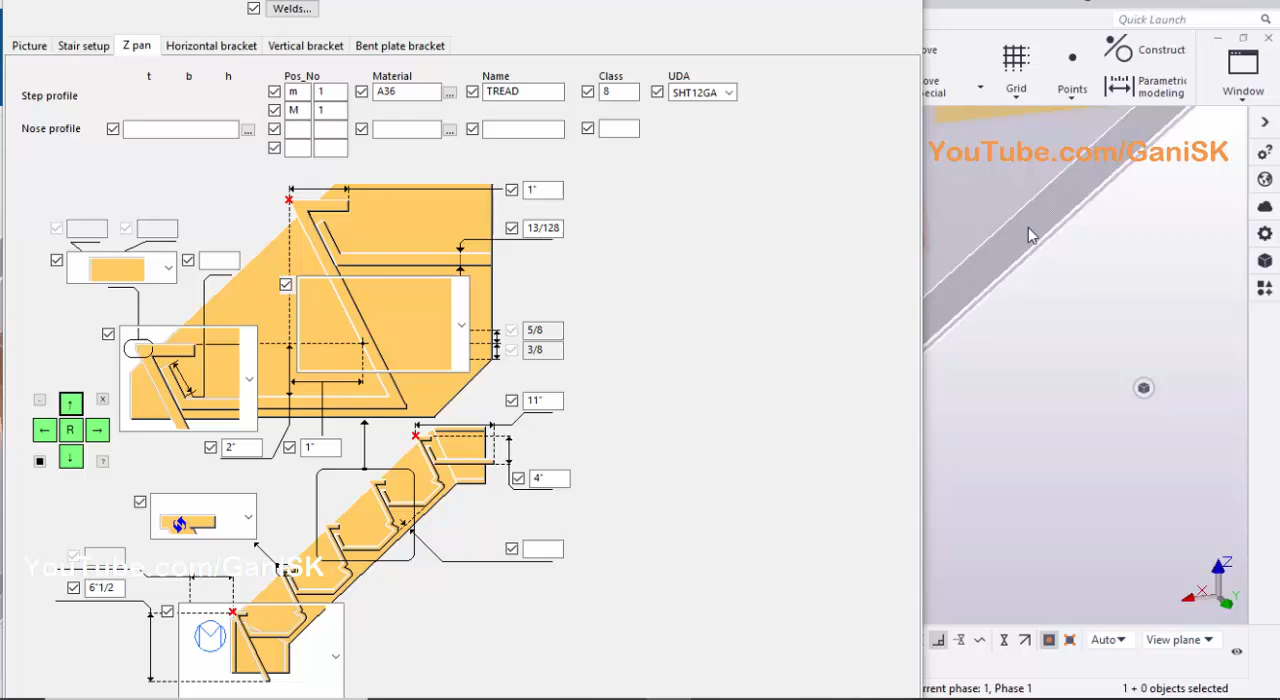 Welds...
Quick Launch
Picture
Stair setup
Z pan
Horizontal bracket
Vertical bracket
Bent plate bracket
ove
ove
ecial
Grid
Points
Construct
Parametric
modeling
Window
t b h
Pos_No
Material
Name
Class
UDA
Step profile
m 1
A36
...
TREAD
8
SHT12GA
M 1
Nose profile
...
...
YouTube.com/GaniSK
1"
13/128
5/8
3/8
11"
2"
1"
4"
- ↑ X
← R →
↓ ?
YouTube.com/GaniSK
6"1/2
Z
X
Y
Auto
View plane
rrent phase: 1, Phase 1
1 + 0 objects selected